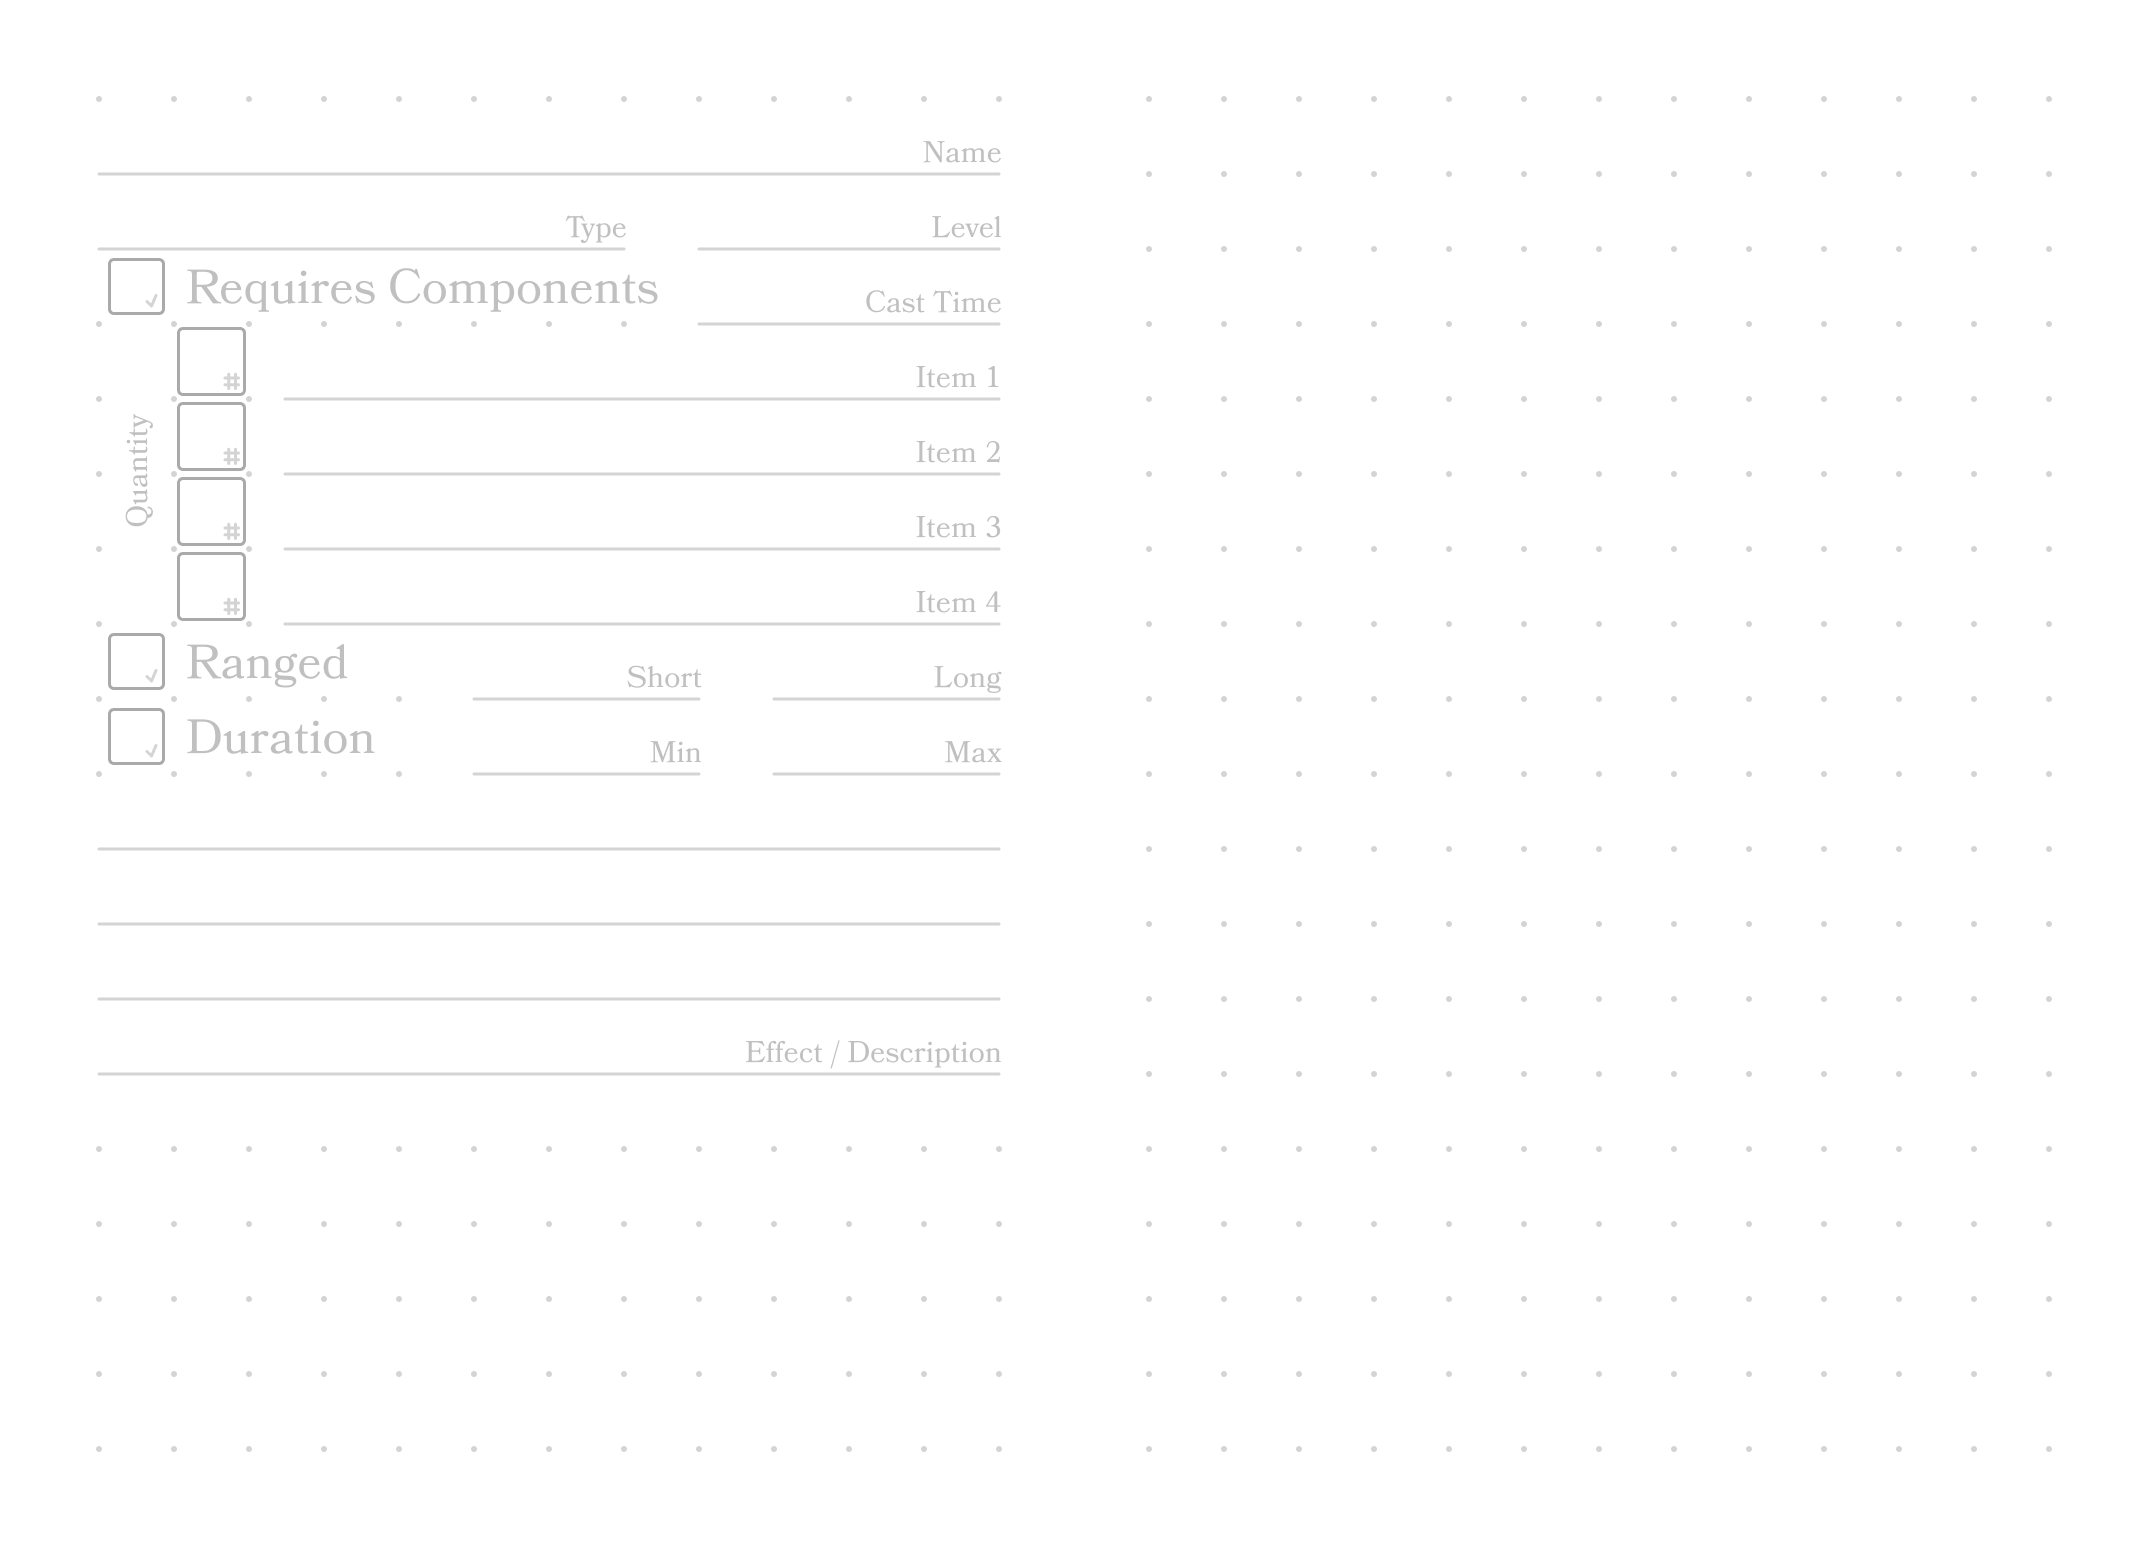 Name
Type Level
Requires Components Cast Time
Quantity
# Item 1
# Item 2
# Item 3
# Item 4
Ranged Short Long
Duration Min Max
Effect / Description